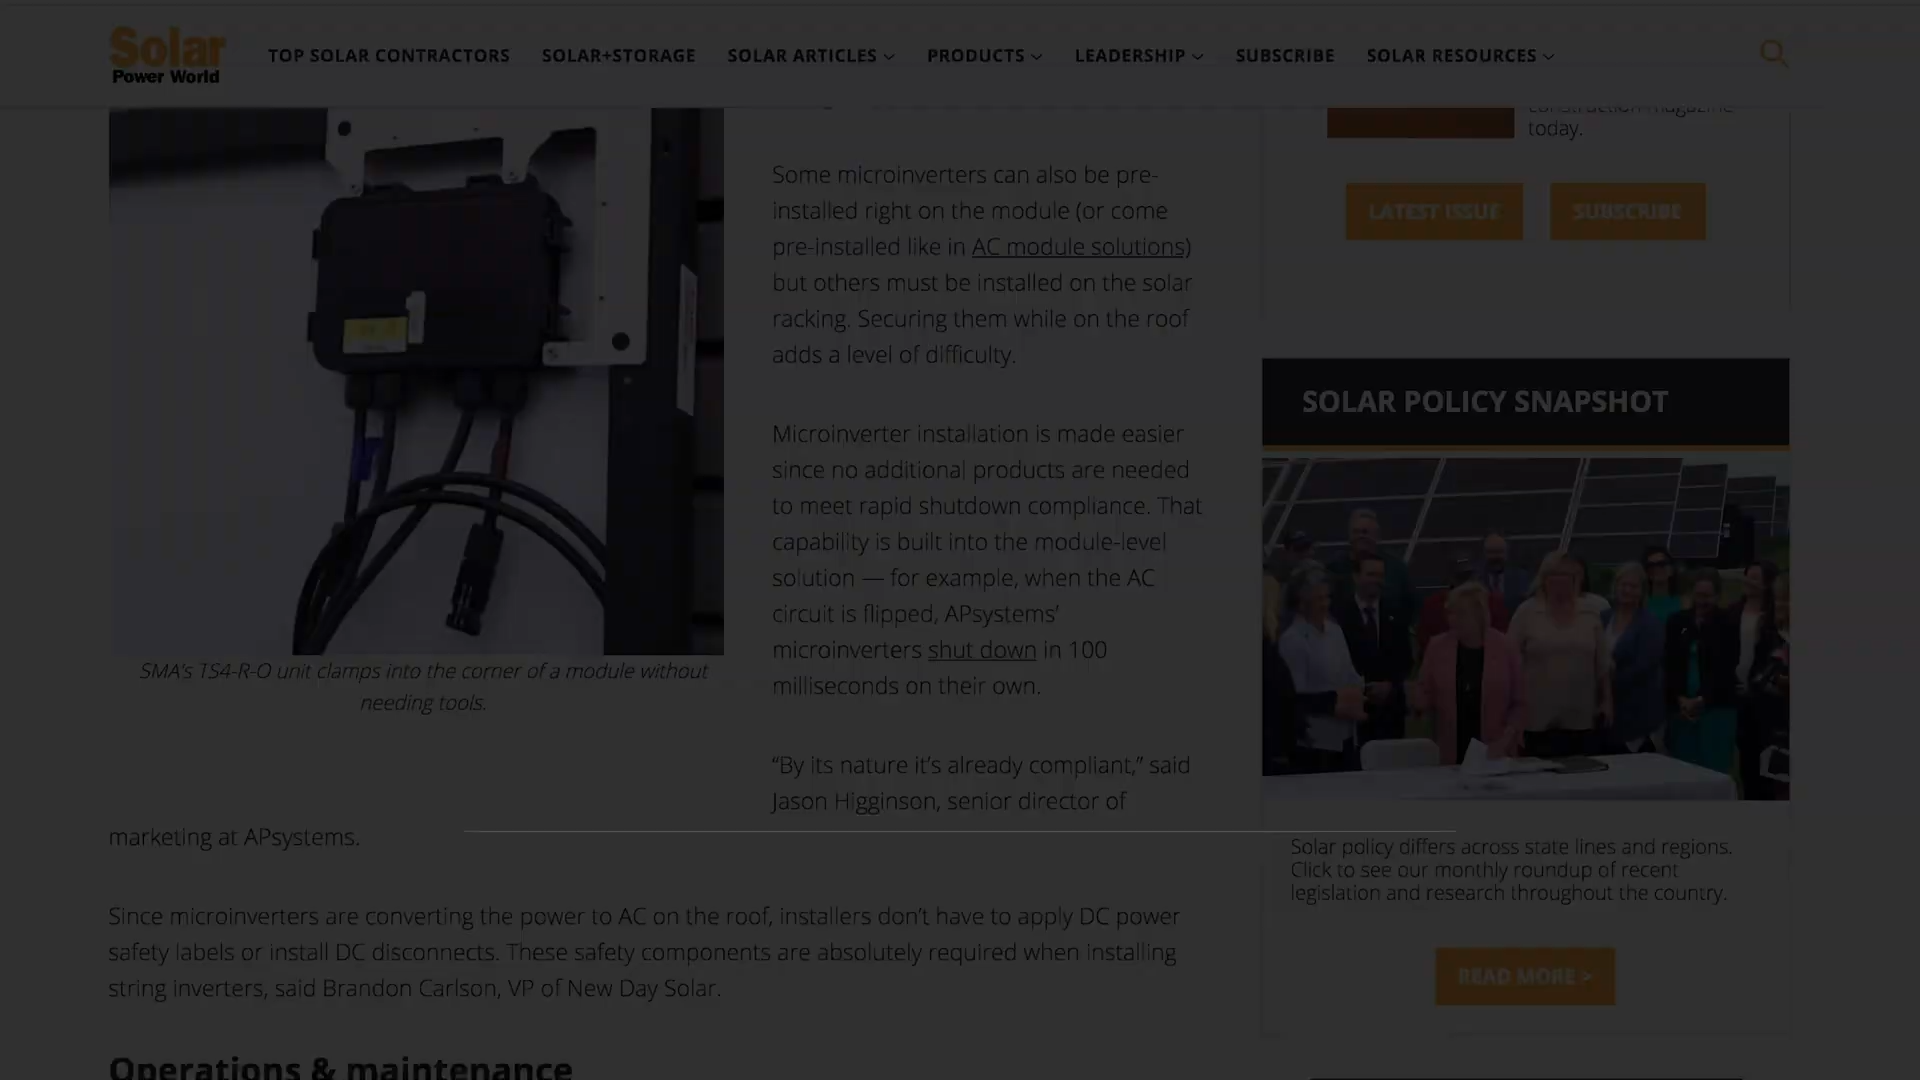 Solar
Power World
TOP SOLAR CONTRACTORS
SOLAR+STORAGE
SOLAR ARTICLES
PRODUCTS
LEADERSHIP
SUBSCRIBE
SOLAR RESOURCES
Some microinverters can also be pre-
installed right on the module (or come
pre-installed like in AC module solutions)
but others must be installed on the solar
racking. Securing them while on the roof
adds a level of difficulty.
Microinverter installation is made easier
since no additional products are needed
to meet rapid shutdown compliance. That
capability is built into the module-level
solution — for example, when the AC
circuit is flipped, APsystems’
microinverters shut down in 100
milliseconds on their own.
SMA’s TS4-R-O unit clamps into the corner of a module without
needing tools.
“By its nature it’s already compliant,” said
Jason Higginson, senior director of
marketing at APsystems.
Since microinverters are converting the power to AC on the roof, installers don’t have to apply DC power
safety labels or install DC disconnects. These safety components are absolutely required when installing
string inverters, said Brandon Carlson, VP of New Day Solar.
Operations & maintenance
construction magazine
today.
LATEST ISSUE
SUBSCRIBE
SOLAR POLICY SNAPSHOT
Solar policy differs across state lines and regions.
Click to see our monthly roundup of recent
legislation and research throughout the country.
READ MORE >